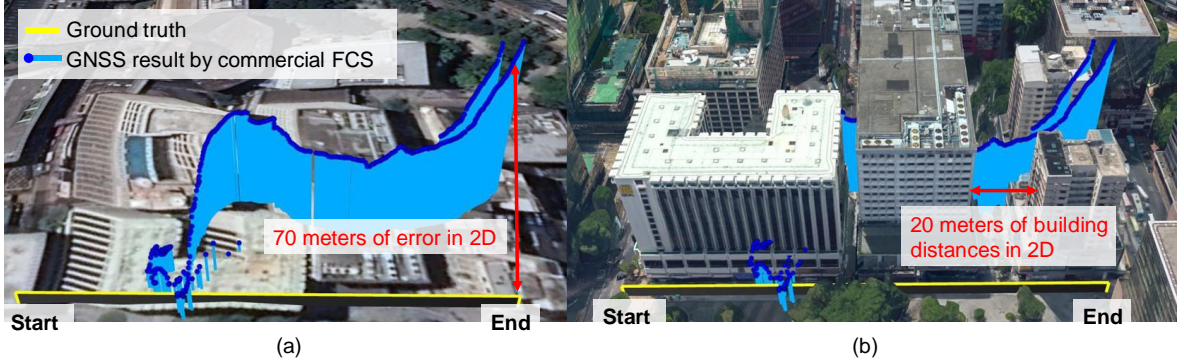 Ground truth
GNSS result by commercial FCS
70 meters of error in 2D
Start
End
(a)
20 meters of building
distances in 2D
Start
End
(b)